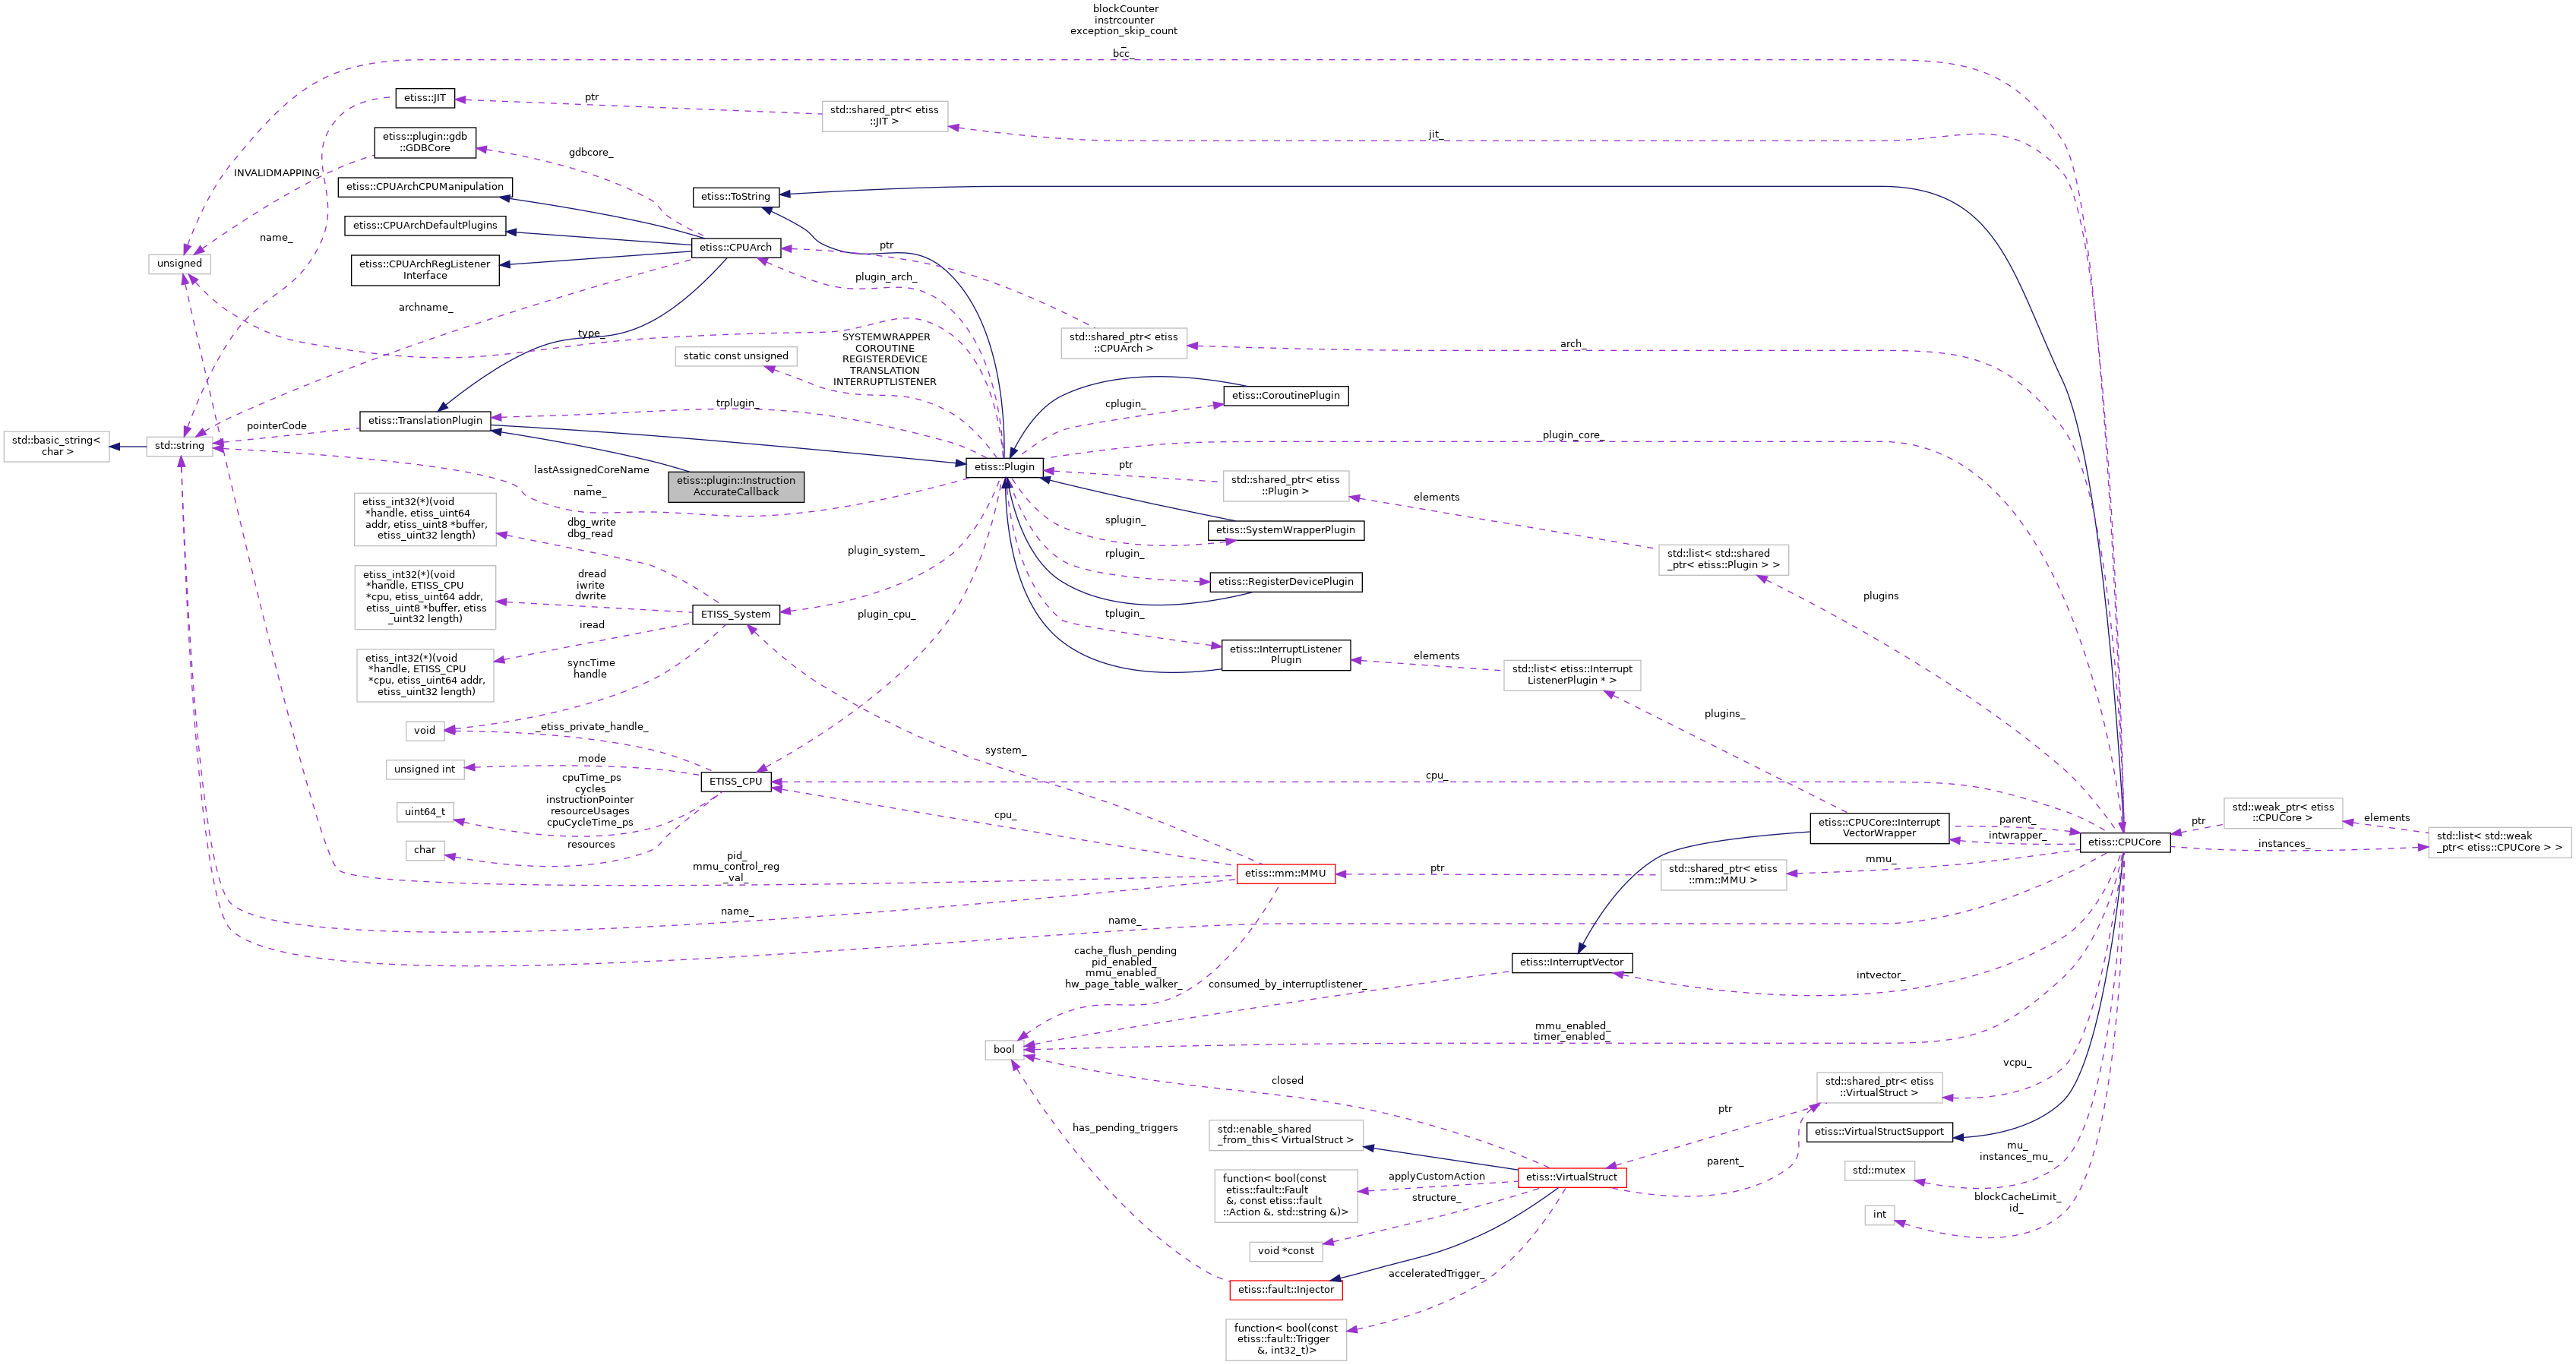 blockCounter
instrcounter
exception_skip_count
_
bcc_
etiss::JIT
ptr
std::shared_ptr< etiss
::JIT >
jit_
etiss::plugin::gdb
::GDBCore
gdbcore_
INVALIDMAPPING
etiss::CPUArchCPUManipulation
etiss::ToString
etiss::CPUArchDefaultPlugins
name_
etiss::CPUArch
ptr
unsigned
etiss::CPUArchRegListener
Interface
plugin_arch_
archname_
type_
SYSTEMWRAPPER
COROUTINE
REGISTERDEVICE
TRANSLATION
INTERRUPTLISTENER
static const unsigned
std::shared_ptr< etiss
::CPUArch >
arch_
etiss::CoroutinePlugin
trplugin_
cplugin_
etiss::TranslationPlugin
pointerCode
plugin_core_
std::basic_string<
char >
std::string
etiss::Plugin
ptr
lastAssignedCoreName
_
name_
etiss::plugin::Instruction
AccurateCallback
std::shared_ptr< etiss
::Plugin >
elements
etiss_int32(*)(void
*handle, etiss_uint64
addr, etiss_uint8 *buffer,
etiss_uint32 length)
dbg_write
dbg_read
splugin_
etiss::SystemWrapperPlugin
plugin_system_
rplugin_
std::list< std::shared
_ptr< etiss::Plugin > >
etiss_int32(*)(void
*handle, ETISS_CPU
*cpu, etiss_uint64 addr,
etiss_uint8 *buffer, etiss
_uint32 length)
dread
iwrite
dwrite
etiss::RegisterDevicePlugin
plugins
ETISS_System
plugin_cpu_
tplugin_
iread
etiss_int32(*)(void
*handle, ETISS_CPU
*cpu, etiss_uint64 addr,
etiss_uint32 length)
syncTime
handle
etiss::InterruptListener
Plugin
elements
std::list< etiss::Interrupt
ListenerPlugin * >
plugins_
void
_etiss_private_handle_
system_
mode
unsigned int
ETISS_CPU
cpu_
cpuTime_ps
cycles
instructionPointer
resourceUsages
cpuCycleTime_ps
uint64_t
cpu_
resources
char
etiss::CPUCore::Interrupt
VectorWrapper
parent_
intwrapper_
etiss::CPUCore
ptr
std::weak_ptr< etiss
::CPUCore >
elements
instances_
std::list< std::weak
_ptr< etiss::CPUCore > >
pid_
mmu_control_reg
_val_
etiss::mm::MMU
ptr
std::shared_ptr< etiss
::mm::MMU >
mmu_
name_
name_
cache_flush_pending
pid_enabled_
mmu_enabled_
hw_page_table_walker_
consumed_by_interruptlistener_
etiss::InterruptVector
intvector_
mmu_enabled_
timer_enabled_
bool
closed
vcpu_
std::shared_ptr< etiss
::VirtualStruct >
ptr
has_pending_triggers
std::enable_shared
_from_this< VirtualStruct >
etiss::VirtualStructSupport
parent_
mu_
instances_mu_
std::mutex
function< bool(const
etiss::fault::Fault
&, const etiss::fault
::Action &, std::string &)>
applyCustomAction
structure_
etiss::VirtualStruct
blockCacheLimit_
id_
int
void *const
acceleratedTrigger_
etiss::fault::Injector
function< bool(const
etiss::fault::Trigger
&, int32_t)>